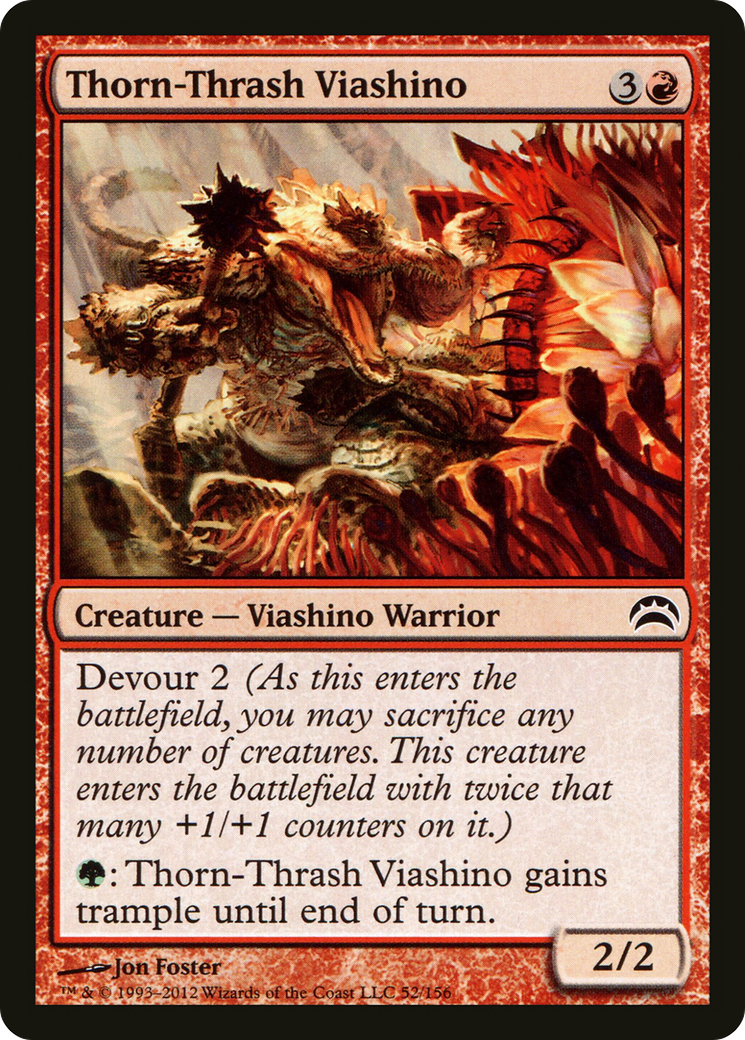 Thorn-Thrash Viashino
3
Creature — Viashino Warrior
Devour 2 (As this enters the
battlefield, you may sacrifice any
number of creatures. This creature
enters the battlefield with twice that
many +1/+1 counters on it.)
: Thorn-Thrash Viashino gains
trample until end of turn.
2/2
Jon Foster
™ & © 1993–2012 Wizards of the Coast LLC 52/156